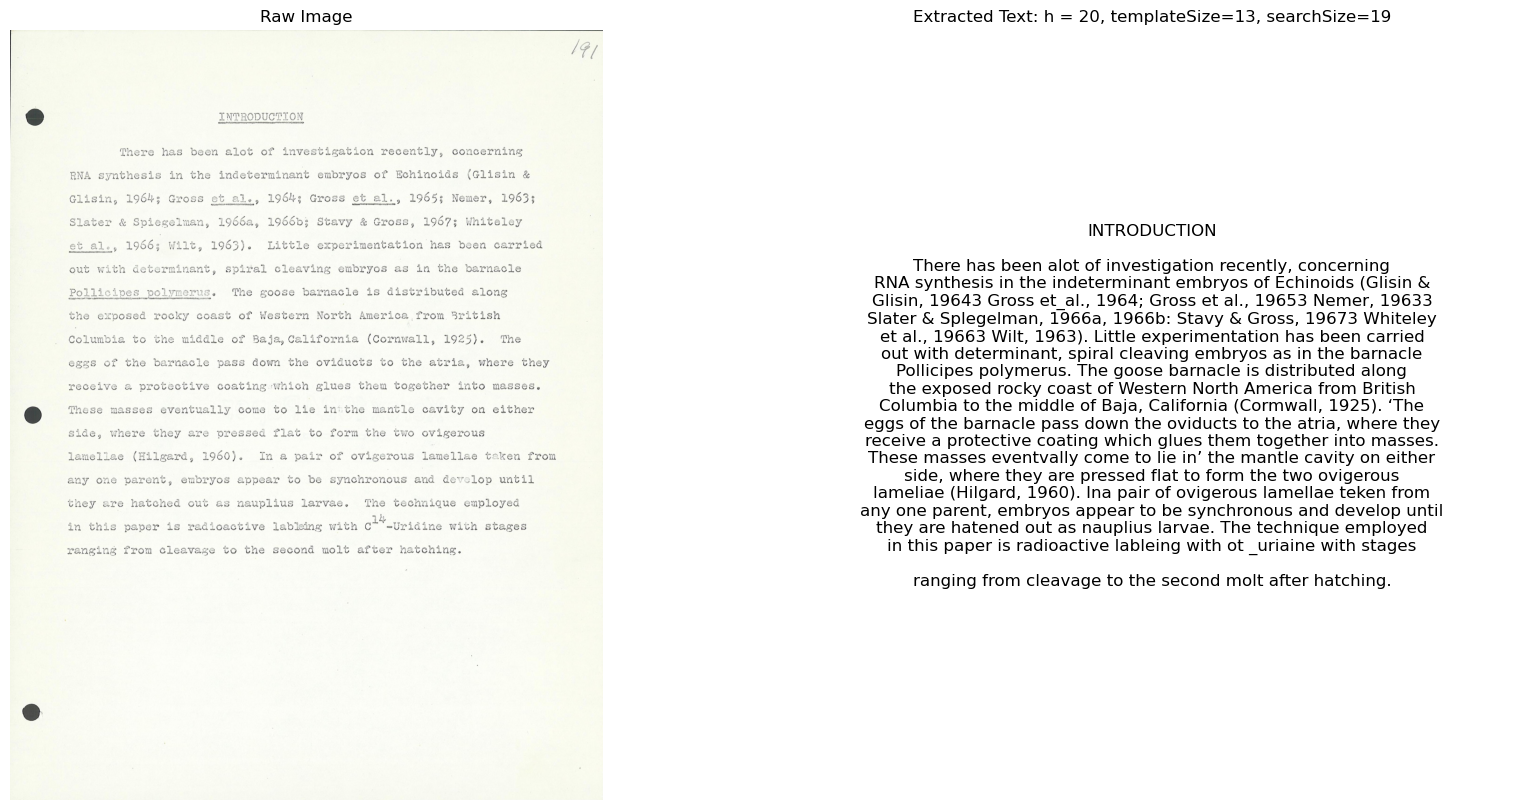 Raw Image
191
INTRODUCTION
There has been alot of investigation recently, concerning
RNA synthesis in the indeterminant embryos of Echinoids (Glisin &
Glisin, 1964; Gross et al., 1964; Gross et al., 1965; Nemer, 1963;
Slater & Spiegelman, 1966a, 1966b; Stavy & Gross, 1967; Whiteley
et al., 1966; Wilt, 1963). Little experimentation has been carried
out with determinant, spiral cleaving embryos as in the barnacle
Pollicipes polymerus. The goose barnacle is distributed along
the exposed rocky coast of Western North America from British
Columbia to the middle of Baja, California (Cornwall, 1925). The
eggs of the barnacle pass down the oviducts to the atria, where they
receive a protective coating which glues them together into masses.
These masses eventually come to lie in the mantle cavity on either
side, where they are pressed flat to form the two ovigerous
lamellae (Hilgard, 1960). In a pair of ovigerous lamellae taken from
any one parent, embryos appear to be synchronous and develop until
they are hatched out as nauplius larvae. The technique employed
in this paper is radioactive with C14-Uridine with stages
ranging from cleavage to the second molt after hatching.
Extracted Text: h = 20, templateSize=13, searchSize=19
INTRODUCTION
There has been alot of investigation recently, concerning
RNA synthesis in the indeterminant embryos of Echinoids (Glisin &
Glisin, 19643 Gross et_al., 1964; Gross et al., 19653 Nemer, 19633
Slater & Splegelman, 1966a, 1966b: Stavy & Gross, 19673 Whiteley
et al., 19663 Wilt, 1963). Little experimentation has been carried
out with determinant, spiral cleaving embryos as in the barnacle
Pollicipes polymerus. The goose barnacle is distributed along
the exposed rocky coast of Western North America from British
Columbia to the middle of Baja, California (Cormwall, 1925). ‘The
eggs of the barnacle pass down the oviducts to the atria, where they
receive a protective coating which glues them together into masses.
These masses eventvally come to lie in’ the mantle cavity on either
side, where they are pressed flat to form the two ovigerous
lameliae (Hilgard, 1960). Ina pair of ovigerous lamellae teken from
any one parent, embryos appear to be synchronous and develop until
they are hatened out as nauplius larvae. The technique employed
in this paper is radioactive lableing with ot _uriaine with stages
ranging from cleavage to the second molt after hatching.